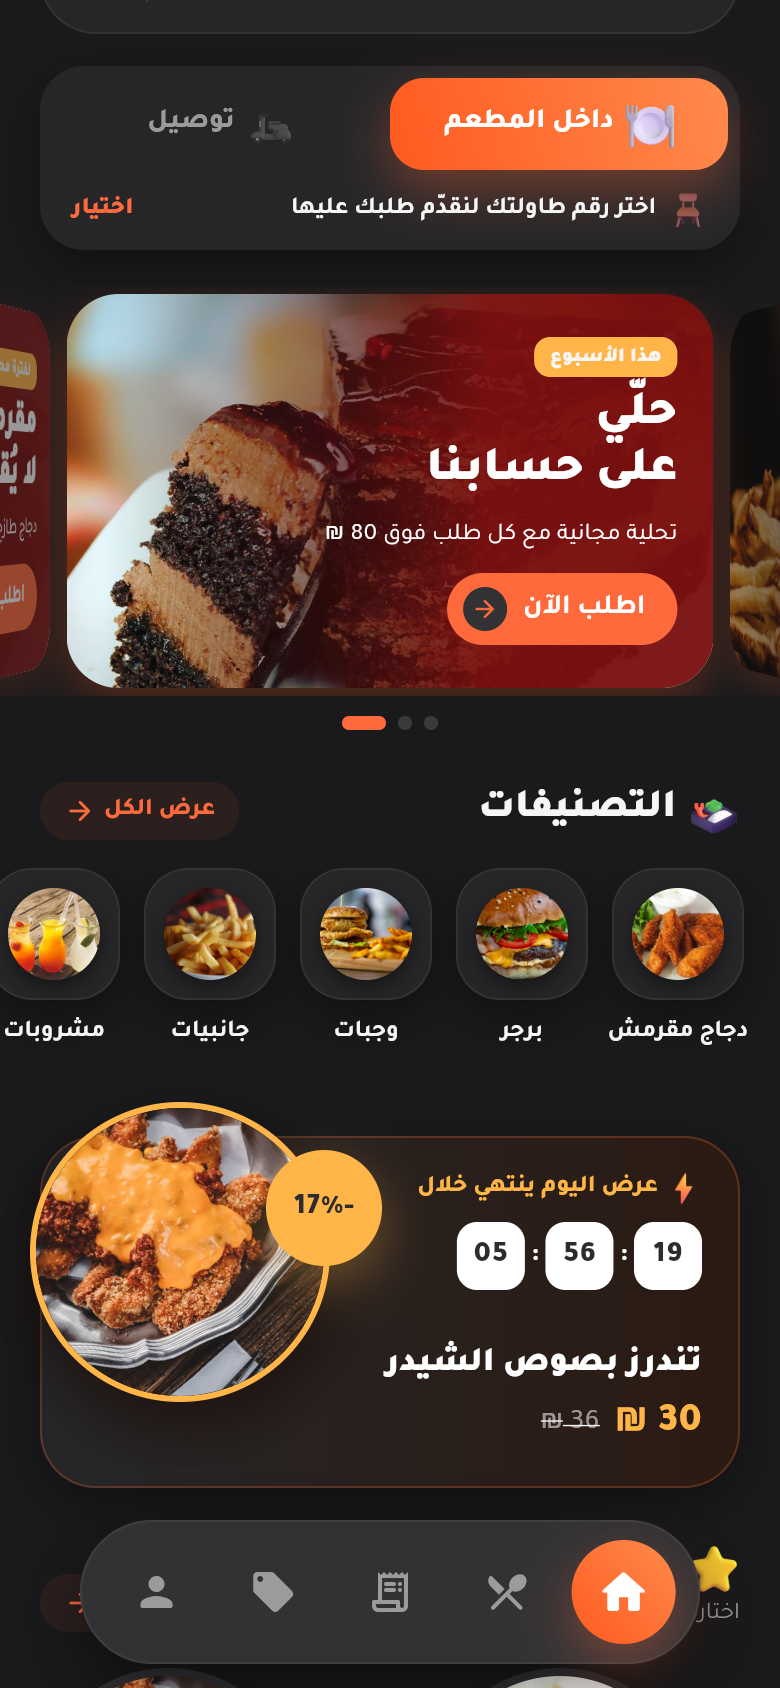 داخل المطعم
توصيل
اختر رقم طاولتك لنقدّم طلبك عليها
اختيار
هذا الأسبوع
حلّي
على حسابنا
تحلية مجانية مع كل طلب فوق 80 ₪
اطلب الآن
التصنيفات
عرض الكل
دجاج مقرمش
برجر
وجبات
جانبيات
مشروبات
عرض اليوم ينتهي خلال
19 : 56 : 05
-17%
تندرز بصوص الشيدر
30 ₪ 36 ₪
اختار